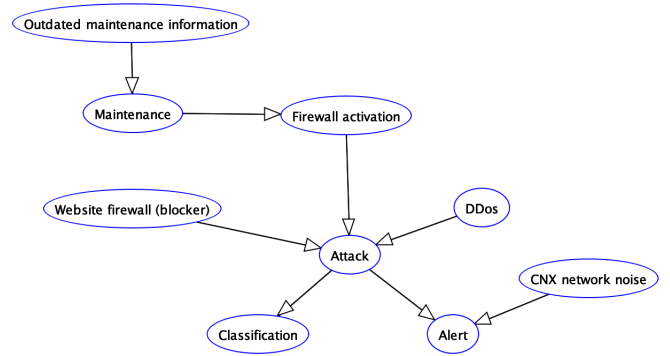 Outdated maintenance information
Maintenance
Firewall activation
Website firewall (blocker)
DDos
Attack
CNX network noise
Classification
Alert